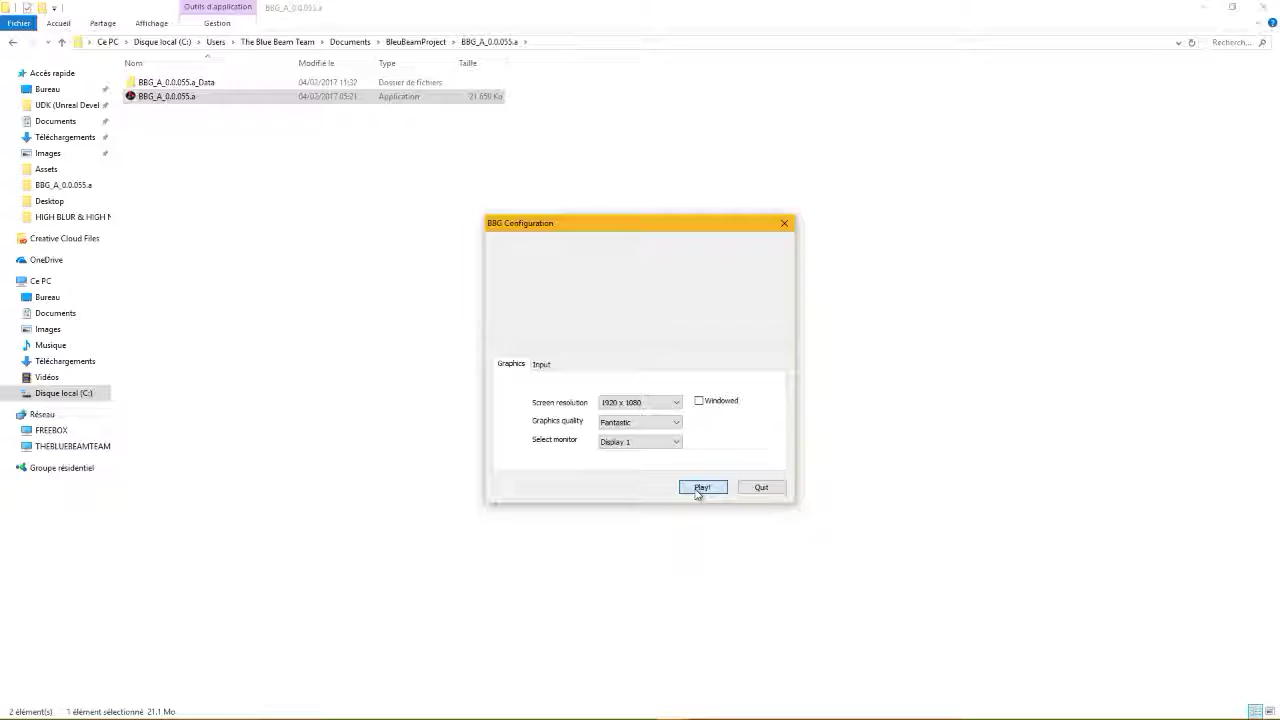 Outils d'application
BBG_A_0.0.055.a
Fichier
Accueil
Partage
Affichage
Gestion
Ce PC
Disque local (C:)
Users
The Blue Beam Team
Documents
BleuBeamProject
BBG_A_0.0.055.a
Recherch...
Nom
Modifié le
Type
Taille
BBG_A_0.0.055.a_Data
04/02/2017 11:32
Dossier de fichiers
BBG_A_0.0.055.a
04/02/2017 05:21
Application
21 650 Ko
Accès rapide
Bureau
UDK (Unreal Devel
Documents
Téléchargements
Images
Assets
BBG_A_0.0.055.a
Desktop
HIGH BLUR & HIGH N
Creative Cloud Files
OneDrive
Ce PC
Bureau
Documents
Images
Musique
Téléchargements
Vidéos
Disque local (C:)
Réseau
FREEBOX
THEBLUEBEAMTEAM
Groupe résidentiel
BBG Configuration
Graphics
Input
Screen resolution
1920 x 1080
Windowed
Graphics quality
Fantastic
Select monitor
Display 1
Play!
Quit
2 élément(s)
1 élément sélectionné 21,1 Mo